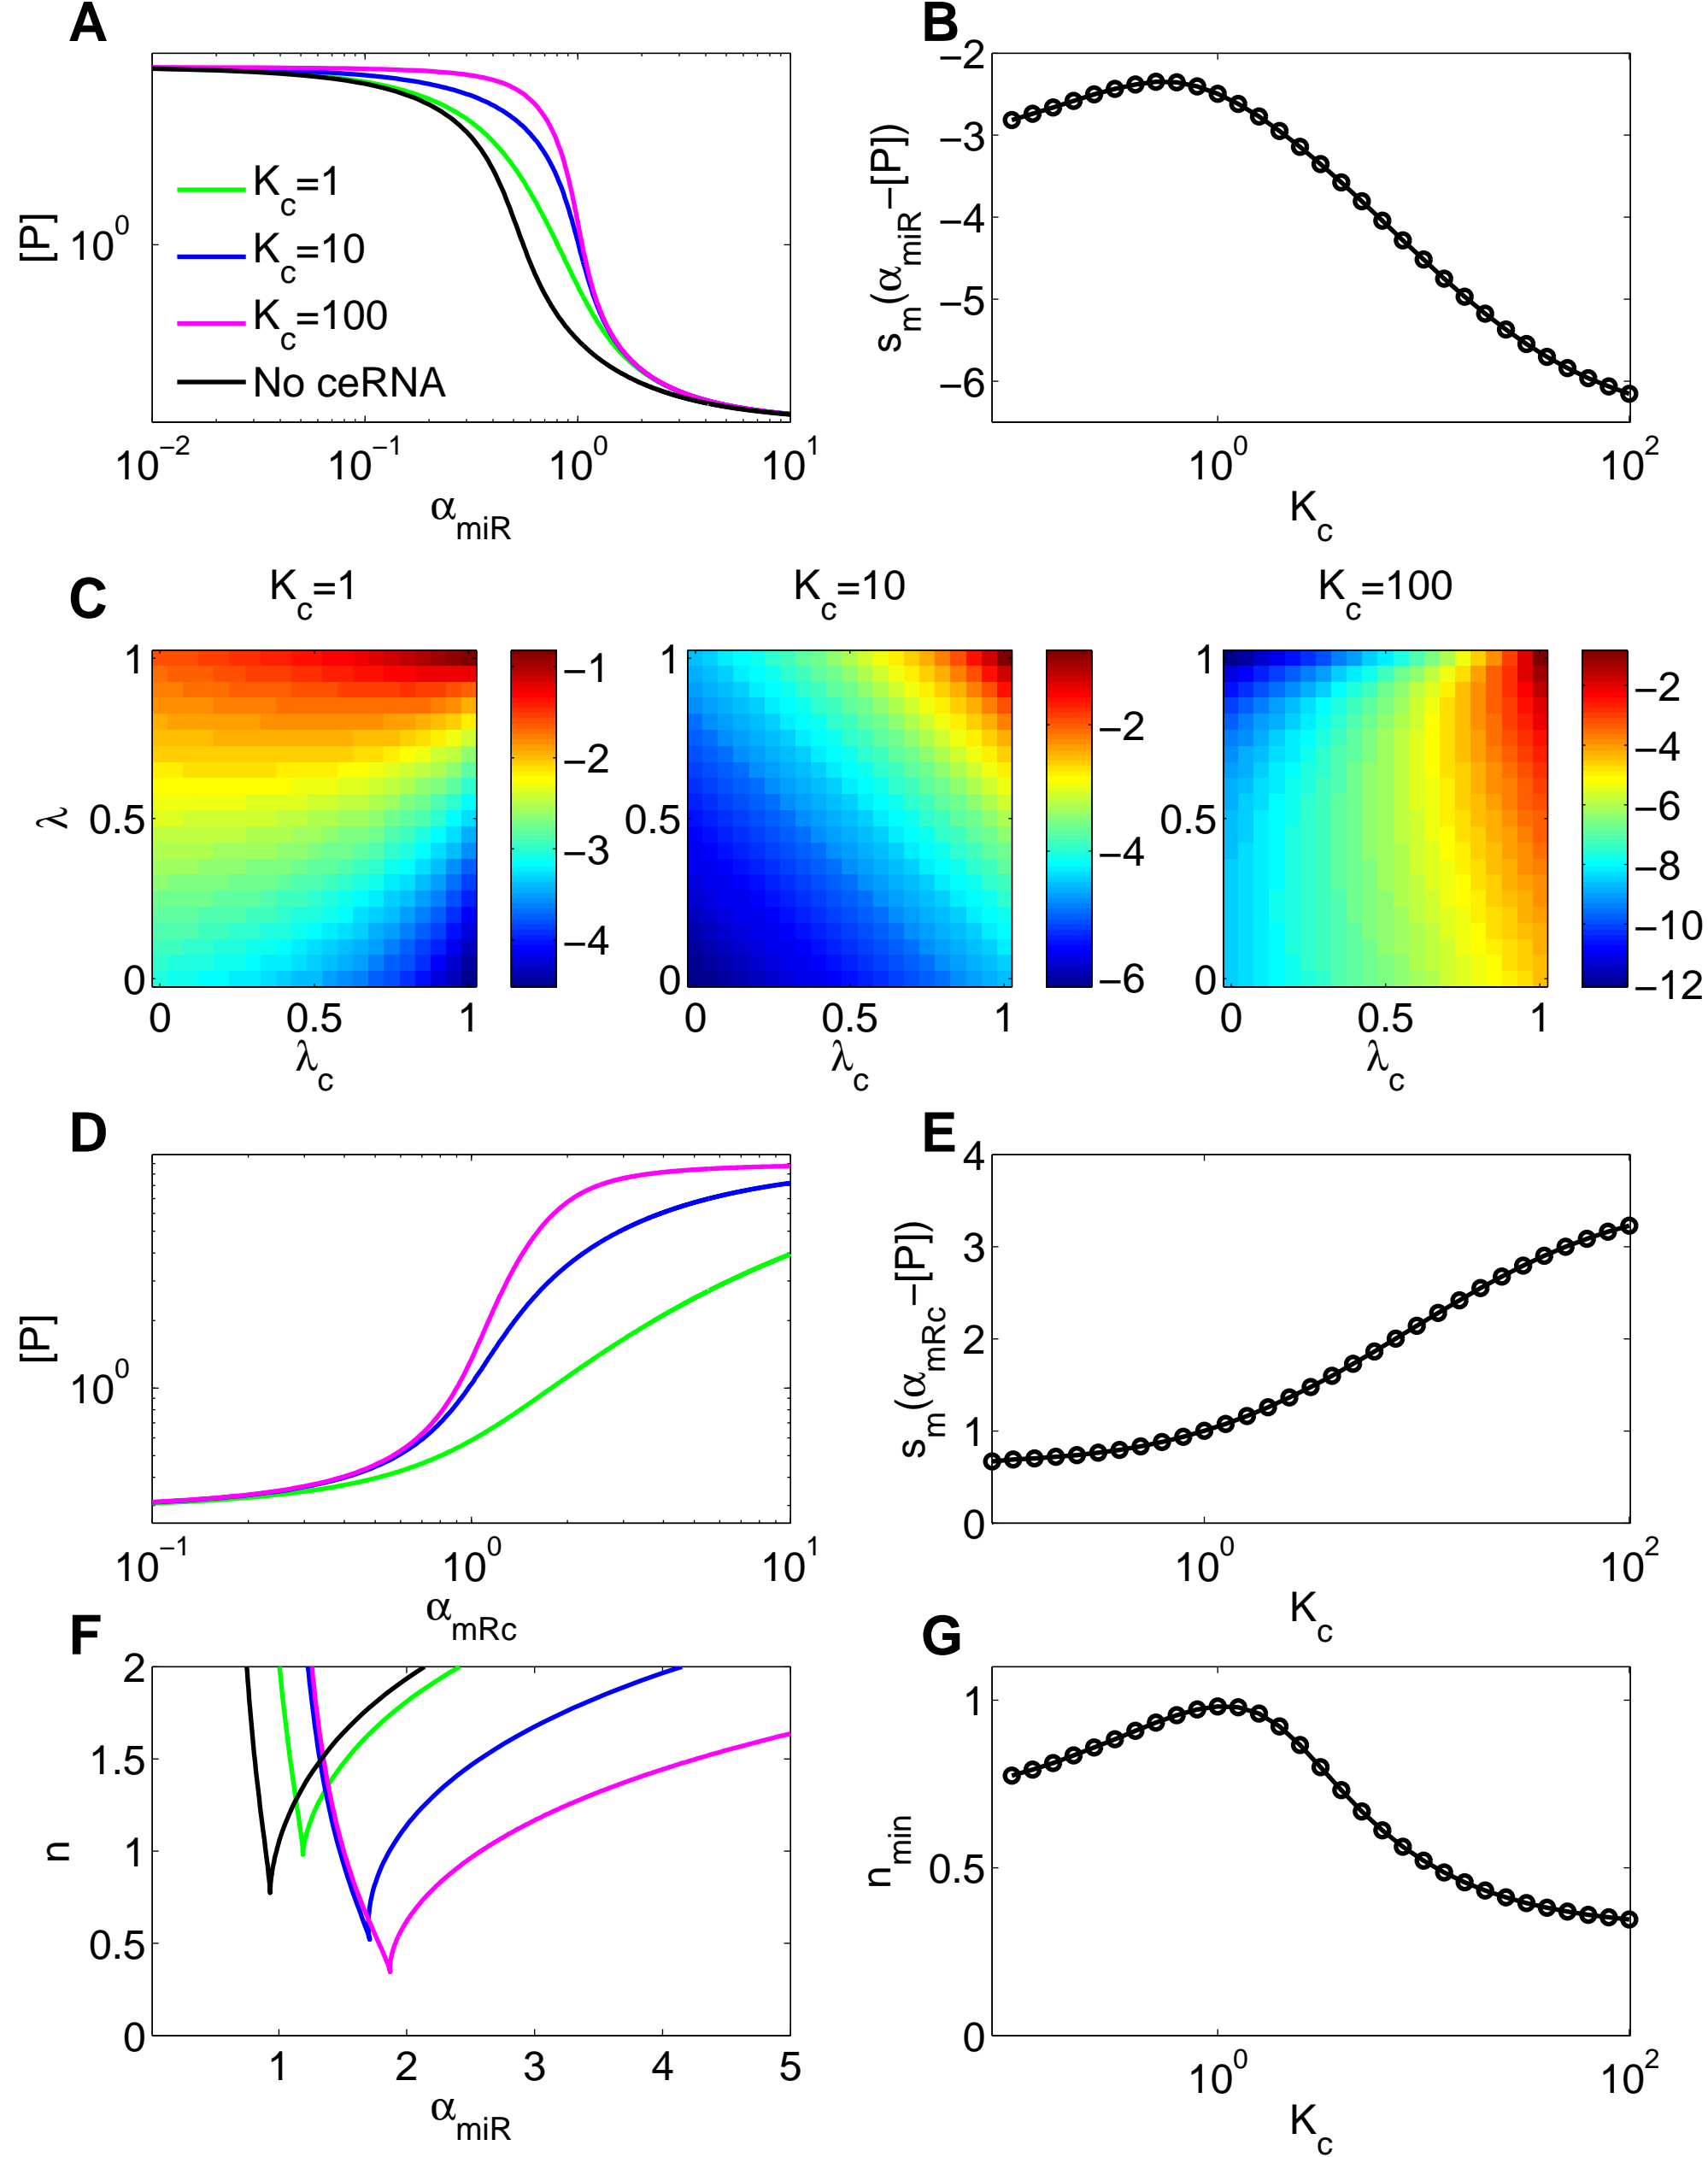 A
[P]
10^0
K_c=1
K_c=10
K_c=100
No ceRNA
10^−2 10^−1 10^0 10^1
α_miR
B
s_m(α_miR−[P])
−2
−3
−4
−5
−6
10^0 10^2
K_c
C
K_c=1
λ
1
0.5
0
0 0.5 1
λ_c
−1
−2
−3
−4
K_c=10
1
0.5
0
0 0.5 1
λ_c
−2
−4
−6
K_c=100
1
0.5
0
0 0.5 1
λ_c
−2
−4
−6
−8
−10
−12
D
[P]
10^0
10^−1 10^0 10^1
α_mRc
E
s_m(α_mRc−[P])
4
3
2
1
0
10^0 10^2
K_c
F
n
2
1.5
1
0.5
0
1 2 3 4 5
α_miR
G
n_min
1
0.5
0
10^0 10^2
K_c